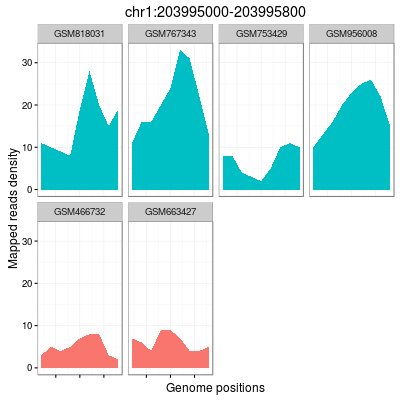 chr1:203995000-203995800
GSM818031 GSM767343 GSM753429 GSM956008
30
20
10
0
GSM466732 GSM663427
30
20
10
0
Mapped reads density
Genome positions